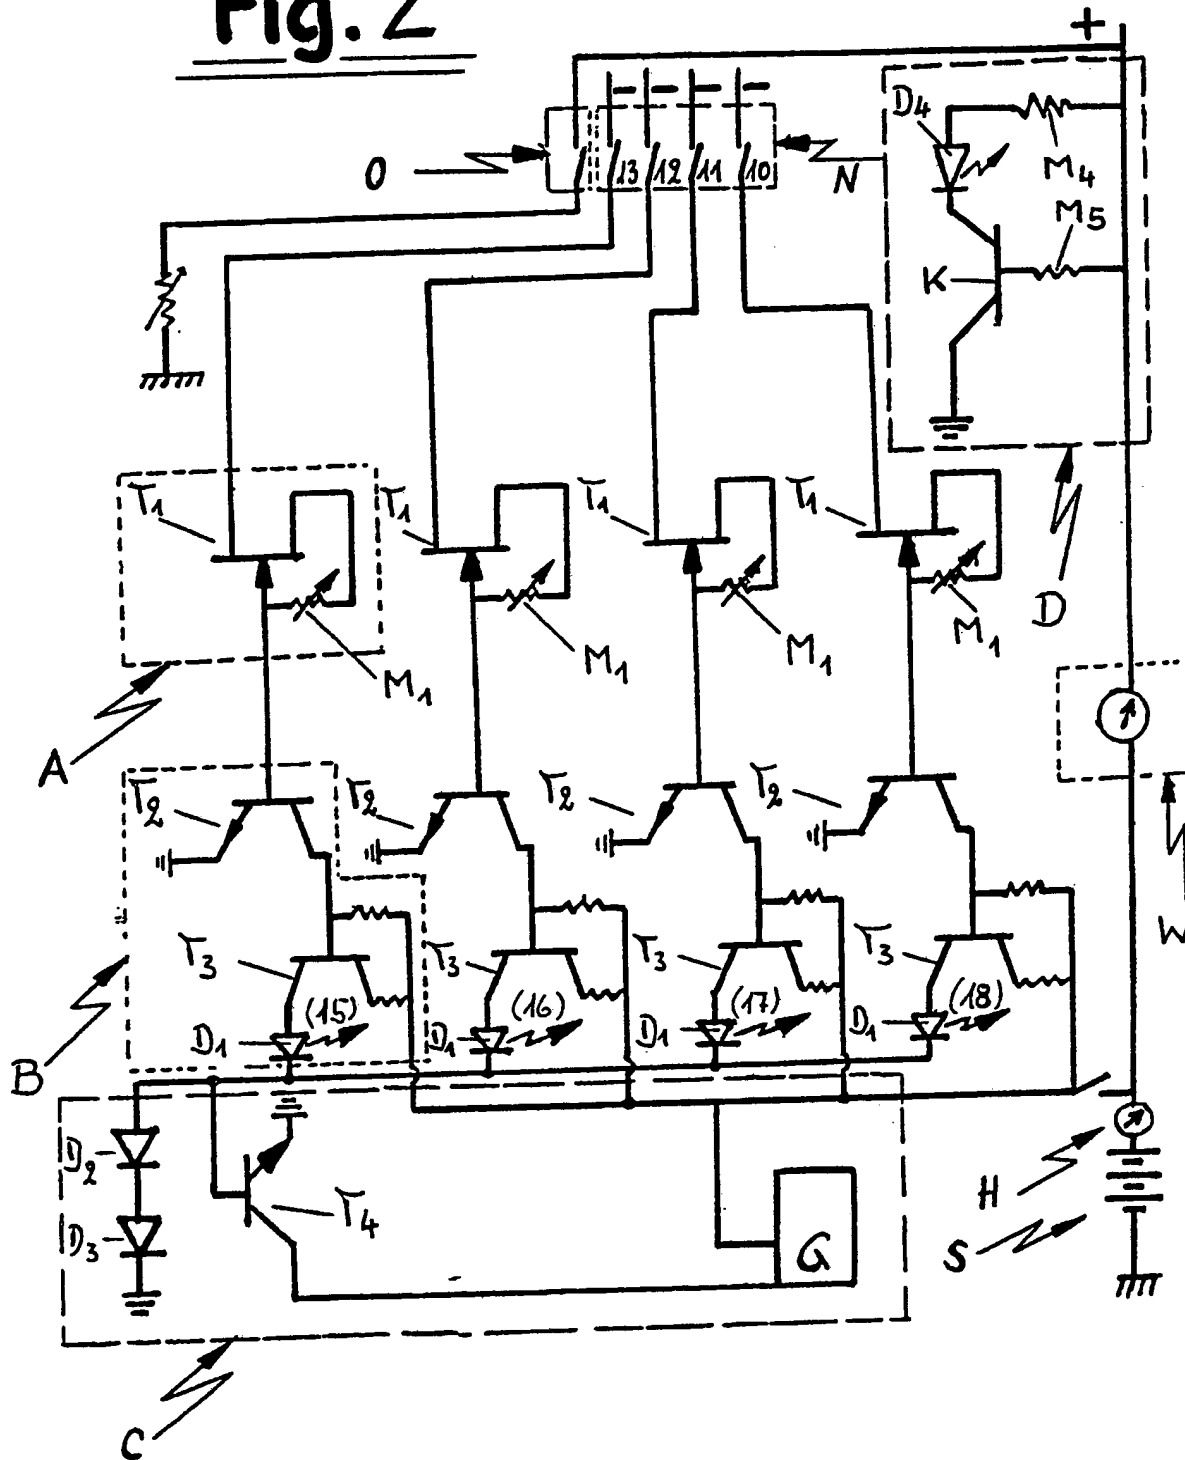 Fig. 2
+
O
13 12 11 10
N
D4
M4
M5
K
T1 T1 T1 T1
D
M1 M1 M1 M1
A
T2 T2 T2 T2
W
T3 T3 T3 T3
(15) (16) (17) (18)
D1 D1 D1 D1
B
D2
H
T4
D3
G
S
C